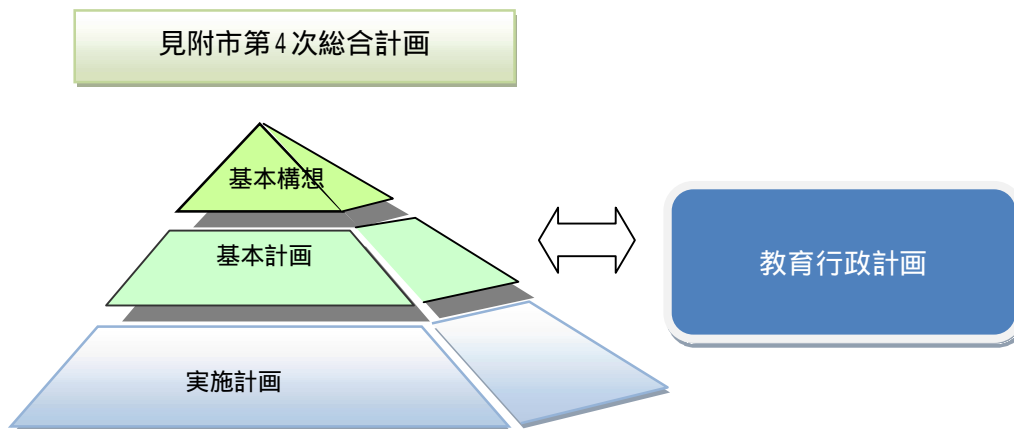 見附市第4次総合計画
基本構想
基本計画
教育行政計画
実施計画